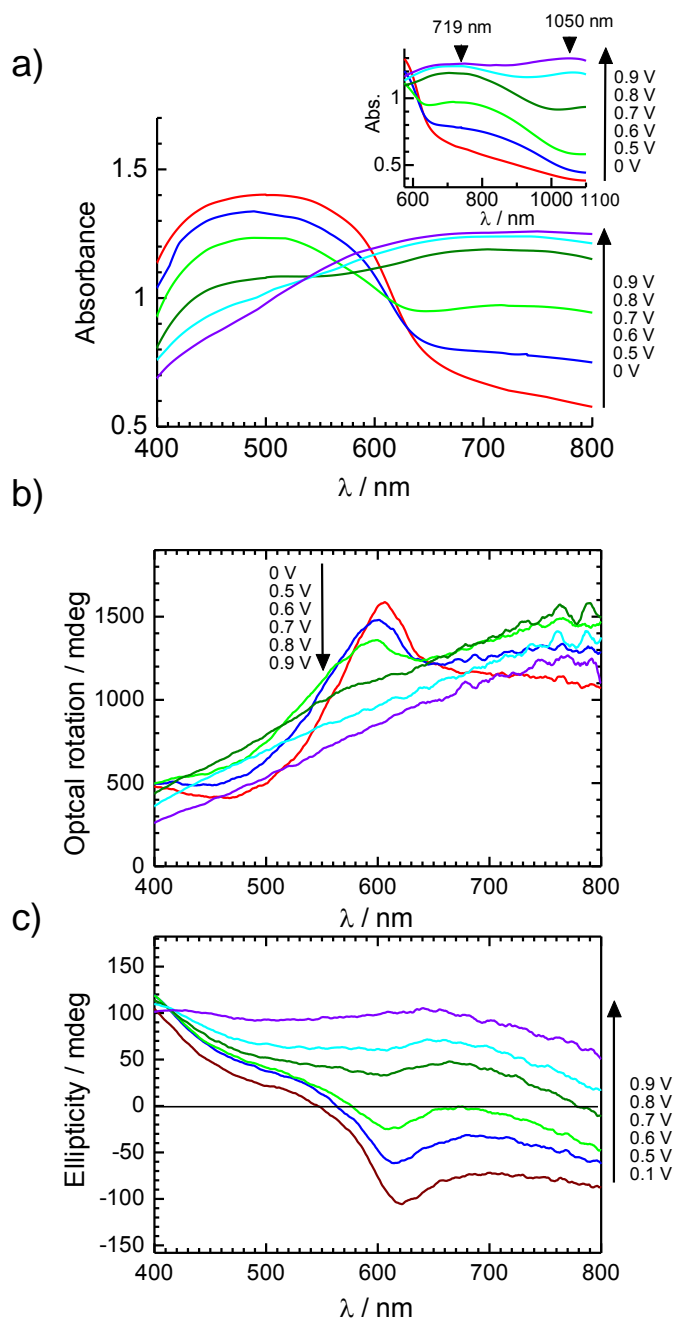 a)
719 nm
1050 nm
Abs.
1
0.5
600
800
1000
1100
λ / nm
0.9 V
0.8 V
0.7 V
0.6 V
0.5 V
0 V
Absorbance
1.5
1
0.5
400
500
600
700
800
λ / nm
0.9 V
0.8 V
0.7 V
0.6 V
0.5 V
0 V
b)
Optcal rotation / mdeg
1500
1000
500
0
0 V
0.5 V
0.6 V
0.7 V
0.8 V
0.9 V
400
500
600
700
800
λ / nm
c)
Ellipticity / mdeg
150
100
50
0
-50
-100
-150
400
500
600
700
800
λ / nm
0.9 V
0.8 V
0.7 V
0.6 V
0.5 V
0.1 V